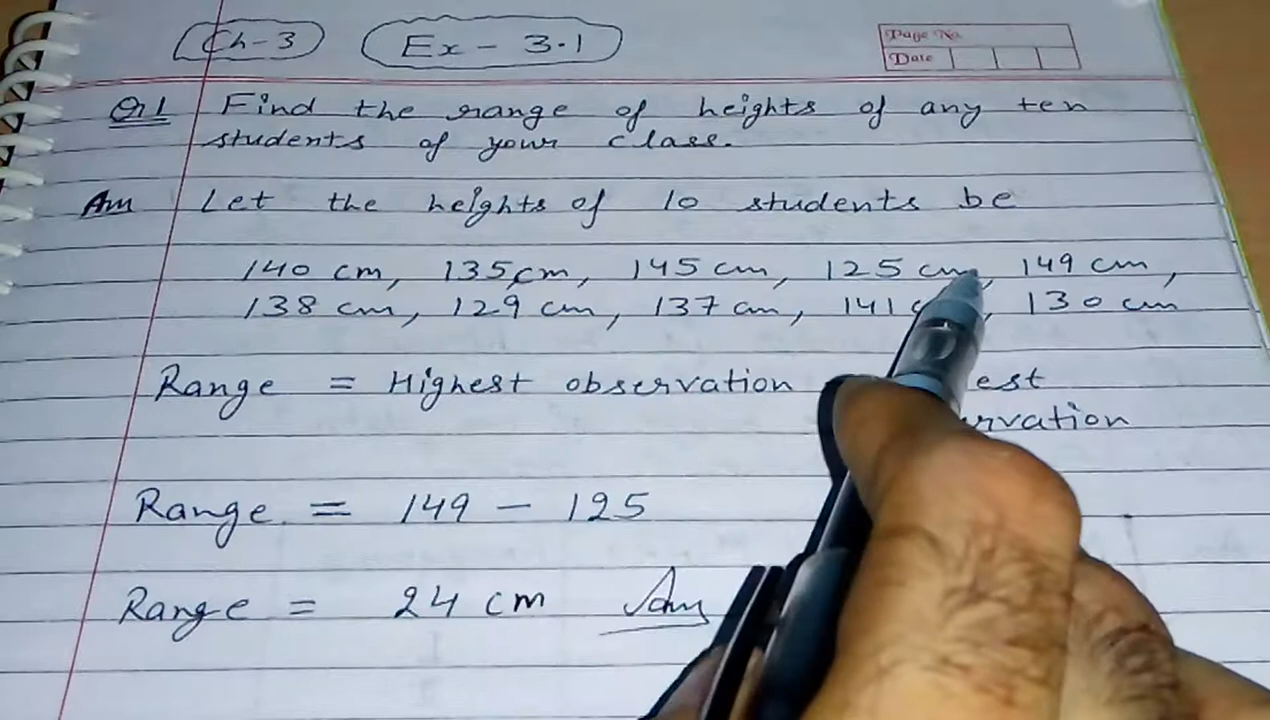 Ch-3 Ex - 3.1
Page No.
Date
Q1 Find the range of heights of any ten
students of your class.
Ans Let the heights of 10 students be
140 cm, 135 cm, 145 cm, 125 cm, 149 cm,
138 cm, 129 cm, 137 cm, 141 , 130 cm
Range = Highest observation
Range = 149 - 125
Range = 24 cm Ans